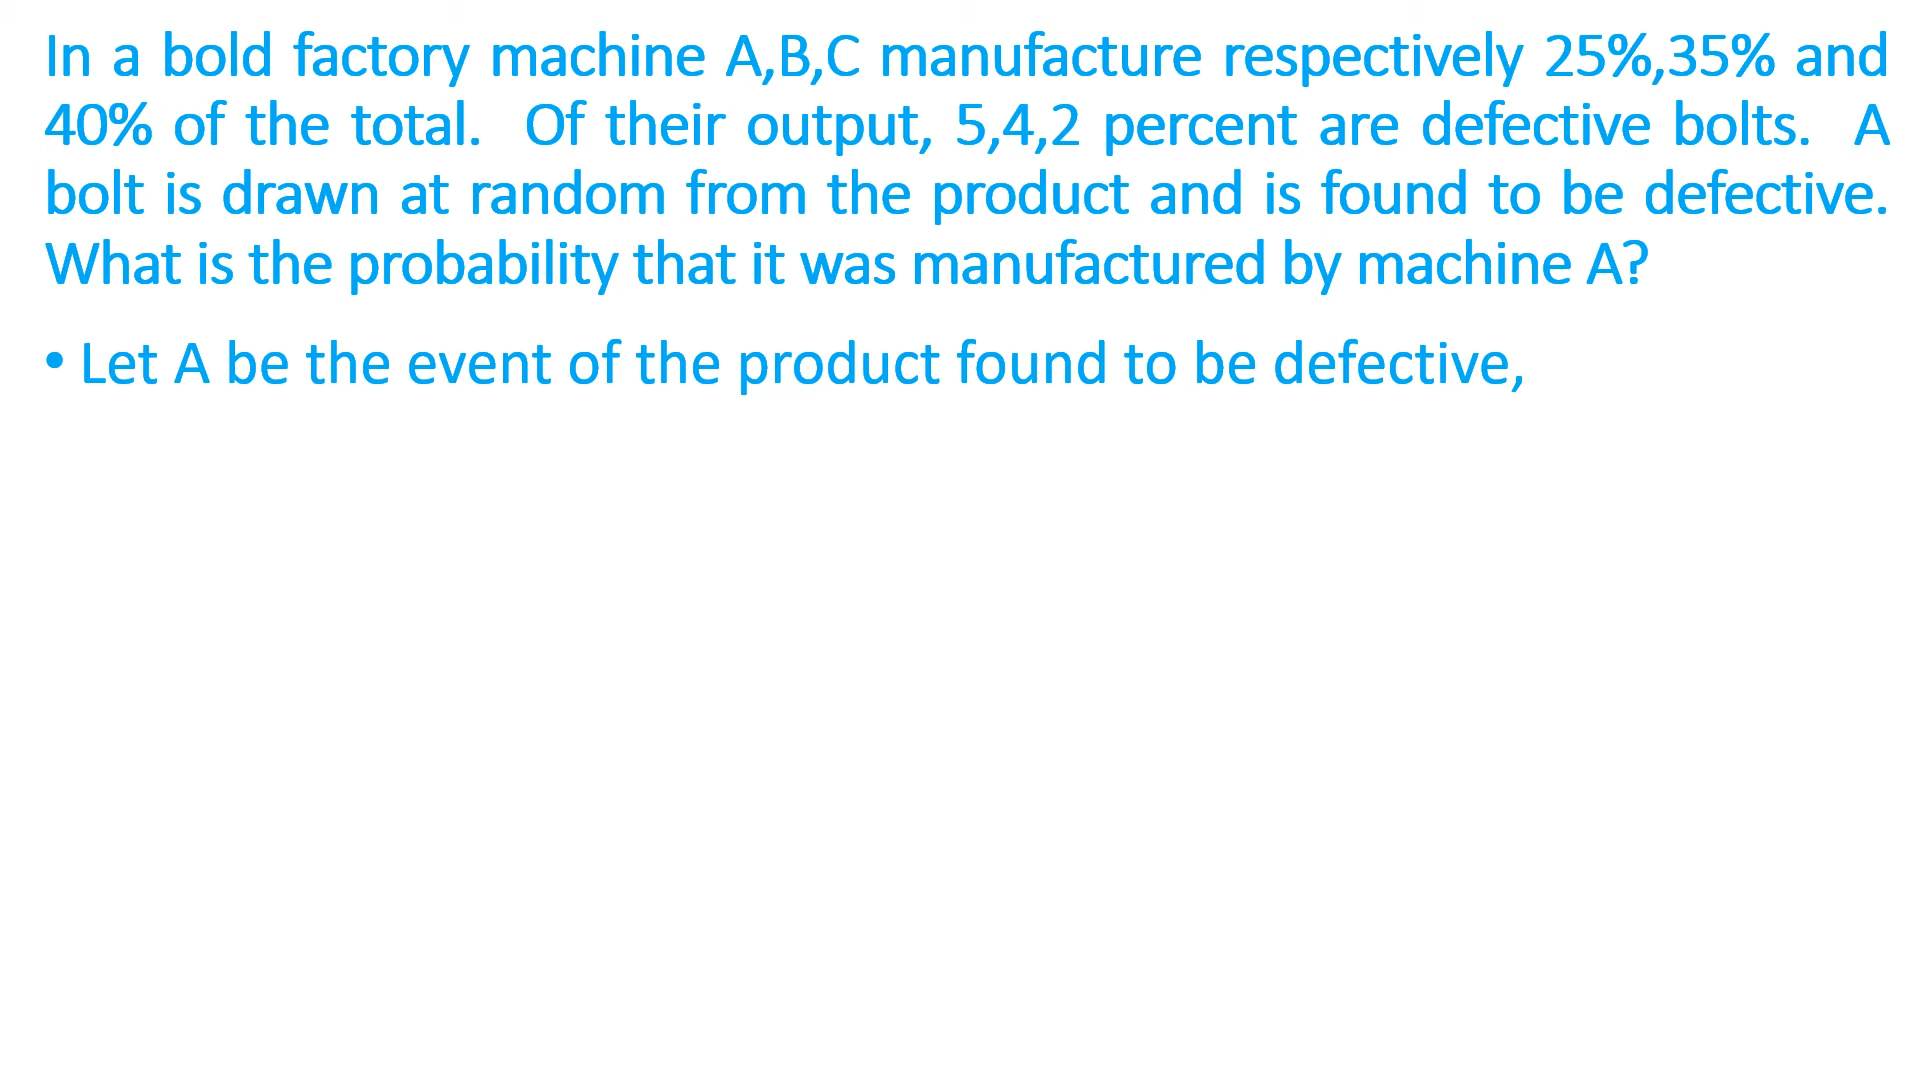 In a bold factory machine A,B,C manufacture respectively 25%,35% and
40% of the total. Of their output, 5,4,2 percent are defective bolts. A
bolt is drawn at random from the product and is found to be defective.
What is the probability that it was manufactured by machine A?
• Let A be the event of the product found to be defective,